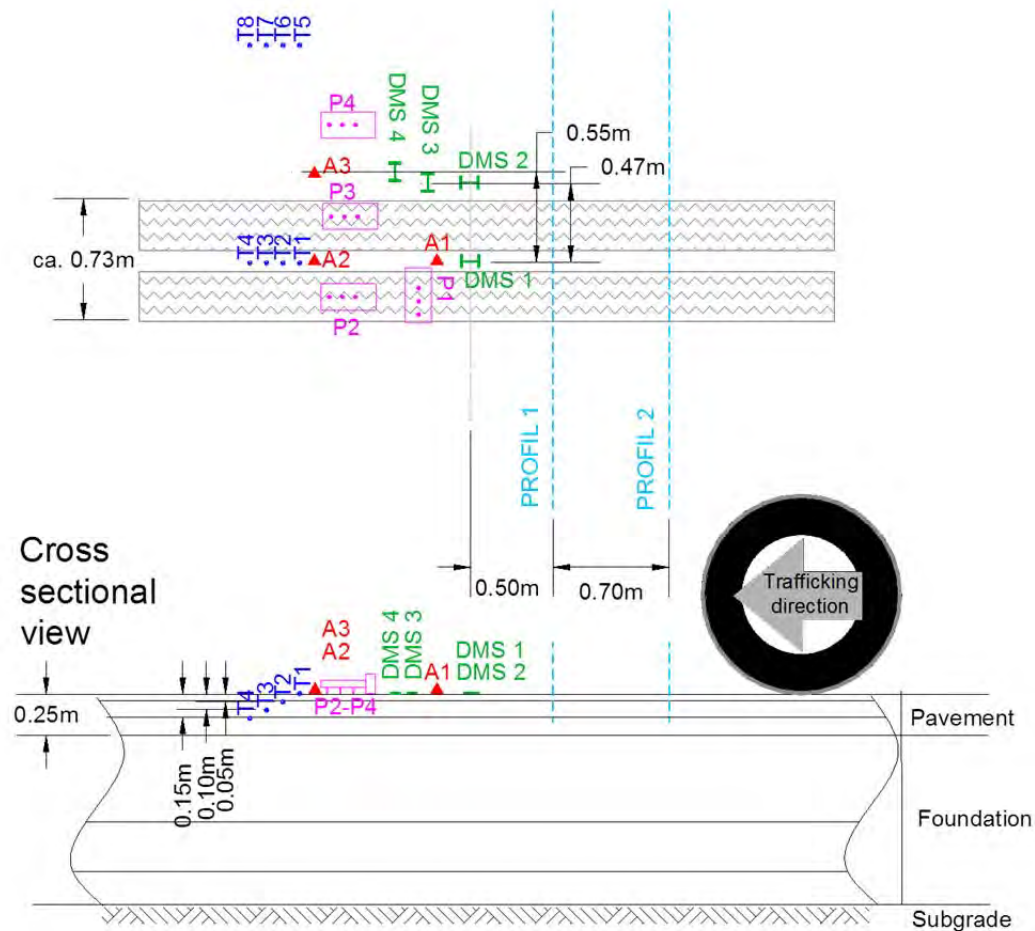 T8
T7
T6
T5
P4
DMS 4
DMS 3
0.55m
A3
DMS 2
0.47m
P3
ca. 0.73m
T4
T3
T2
T1
A2
A1
DMS 1
P1
P2
PROFIL 1
PROFIL 2
Cross
sectional
view
0.50m
0.70m
Trafficking
direction
A3
A2
DMS 4
DMS 3
A1
DMS 1
DMS 2
T4
T3
T2
T1
P2-P4
0.25m
Pavement
0.15m
0.10m
0.05m
Foundation
Subgrade